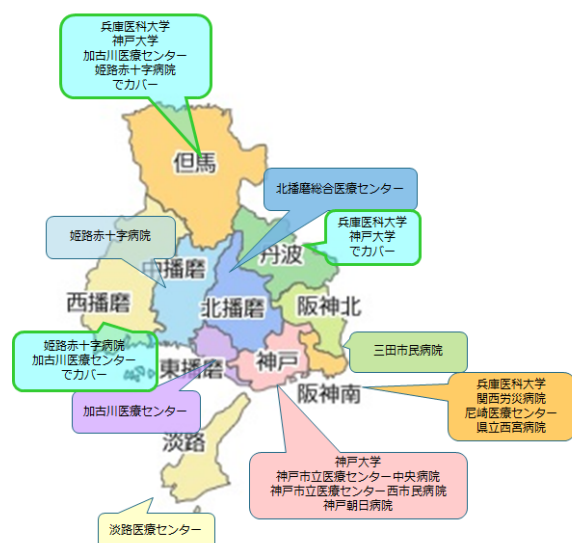 兵庫医科大学
神戸大学
加古川医療センター
姫路赤十字病院
でカバー
但馬
北播磨総合医療センター
姫路赤十字病院
兵庫医科大学
神戸大学
でカバー
丹波
中播磨
西播磨
北播磨
阪神北
姫路赤十字病院
加古川医療センター
でカバー
東播磨
神戸
三田市民病院
阪神南
兵庫医科大学
関西労災病院
尼崎医療センター
県立西宮病院
加古川医療センター
淡路
神戸大学
神戸市立医療センター中央病院
神戸市立医療センター西市民病院
神戸朝日病院
淡路医療センター